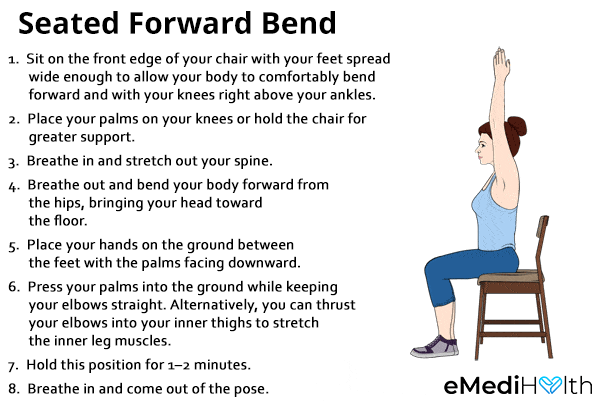 Seated Forward Bend
1. Sit on the front edge of your chair with your feet spread
wide enough to allow your body to comfortably bend
forward and with your knees right above your ankles.
2. Place your palms on your knees or hold the chair for
greater support.
3. Breathe in and stretch out your spine.
4. Breathe out and bend your body forward from
the hips, bringing your head toward
the floor.
5. Place your hands on the ground between
the feet with the palms facing downward.
6. Press your palms into the ground while keeping
your elbows straight. Alternatively, you can thrust
your elbows into your inner thighs to stretch
the inner leg muscles.
7. Hold this position for 1–2 minutes.
8. Breathe in and come out of the pose.
eMediHealth